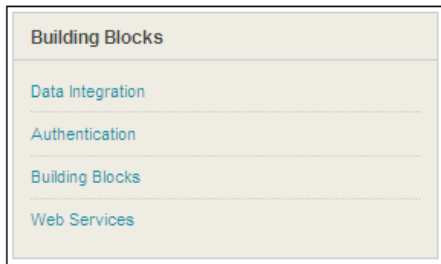 Building Blocks
Data Integration
Authentication
Building Blocks
Web Services